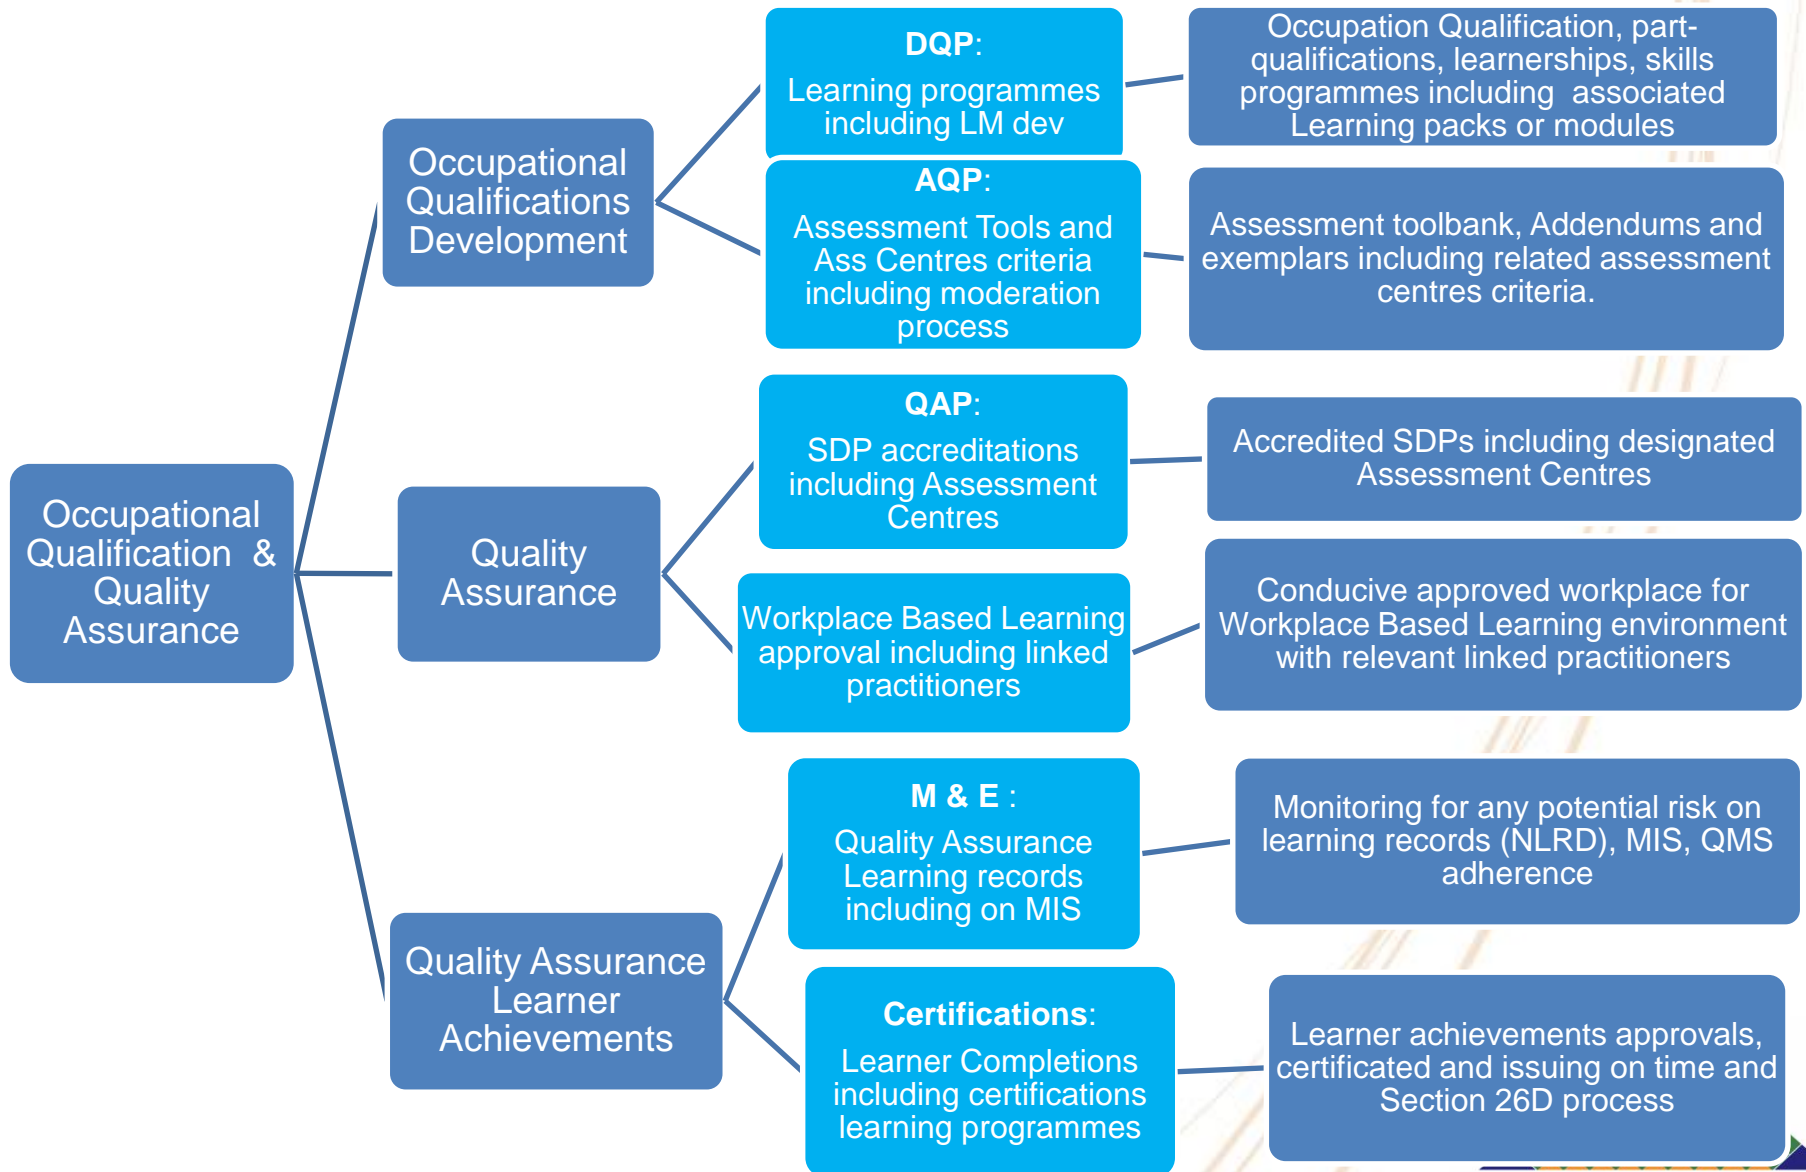 Occupational
Qualification  &
Quality
Assurance
Occupational
Qualifications
Development
DQP:
Learning programmes
including LM dev
Occupation Qualification, part-
qualifications, learnerships, skills
programmes including  associated
Learning packs or modules
AQP:
Assessment Tools and
Ass Centres criteria
including moderation
process
Assessment toolbank, Addendums and
exemplars including related assessment
centres criteria.
Quality
Assurance
QAP:
SDP accreditations
including Assessment
Centres
Accredited SDPs including designated
Assessment Centres
Workplace Based Learning
approval including linked
practitioners
Conducive approved workplace for
Workplace Based Learning environment
with relevant linked practitioners
Quality Assurance
Learner
Achievements
M & E :
Quality Assurance
Learning records
including on MIS
Monitoring for any potential risk on
learning records (NLRD), MIS, QMS
adherence
Certifications:
Learner Completions
including certifications
learning programmes
Learner achievements approvals,
certificated and issuing on time and
Section 26D process